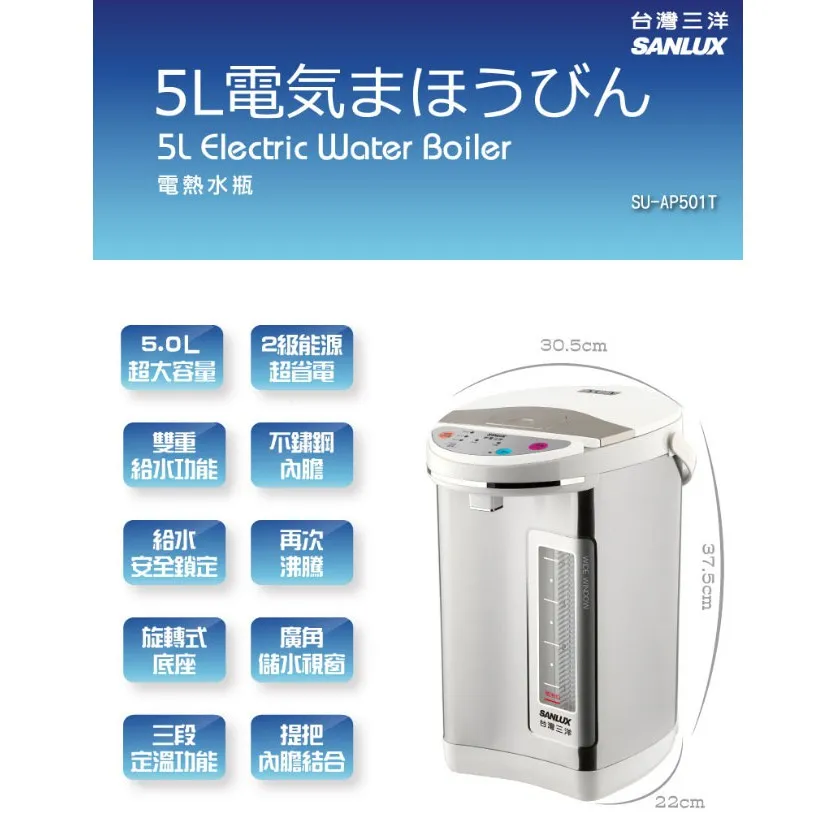 台灣三洋
SANLUX
5L電気まほうびん
5L Electric Water Boiler
電熱水瓶
SU-AP501T
5.0L
超大容量
2級能源
超省電
雙重
給水功能
不鏽鋼
內膽
給水
安全鎖定
再次
沸騰
旋轉式
底座
廣角
儲水視窗
三段
定溫功能
提把
內膽結合
30.5cm
37.5cm
22cm
SANLUX
WIDE WINDOW
SANLUX
台灣三洋